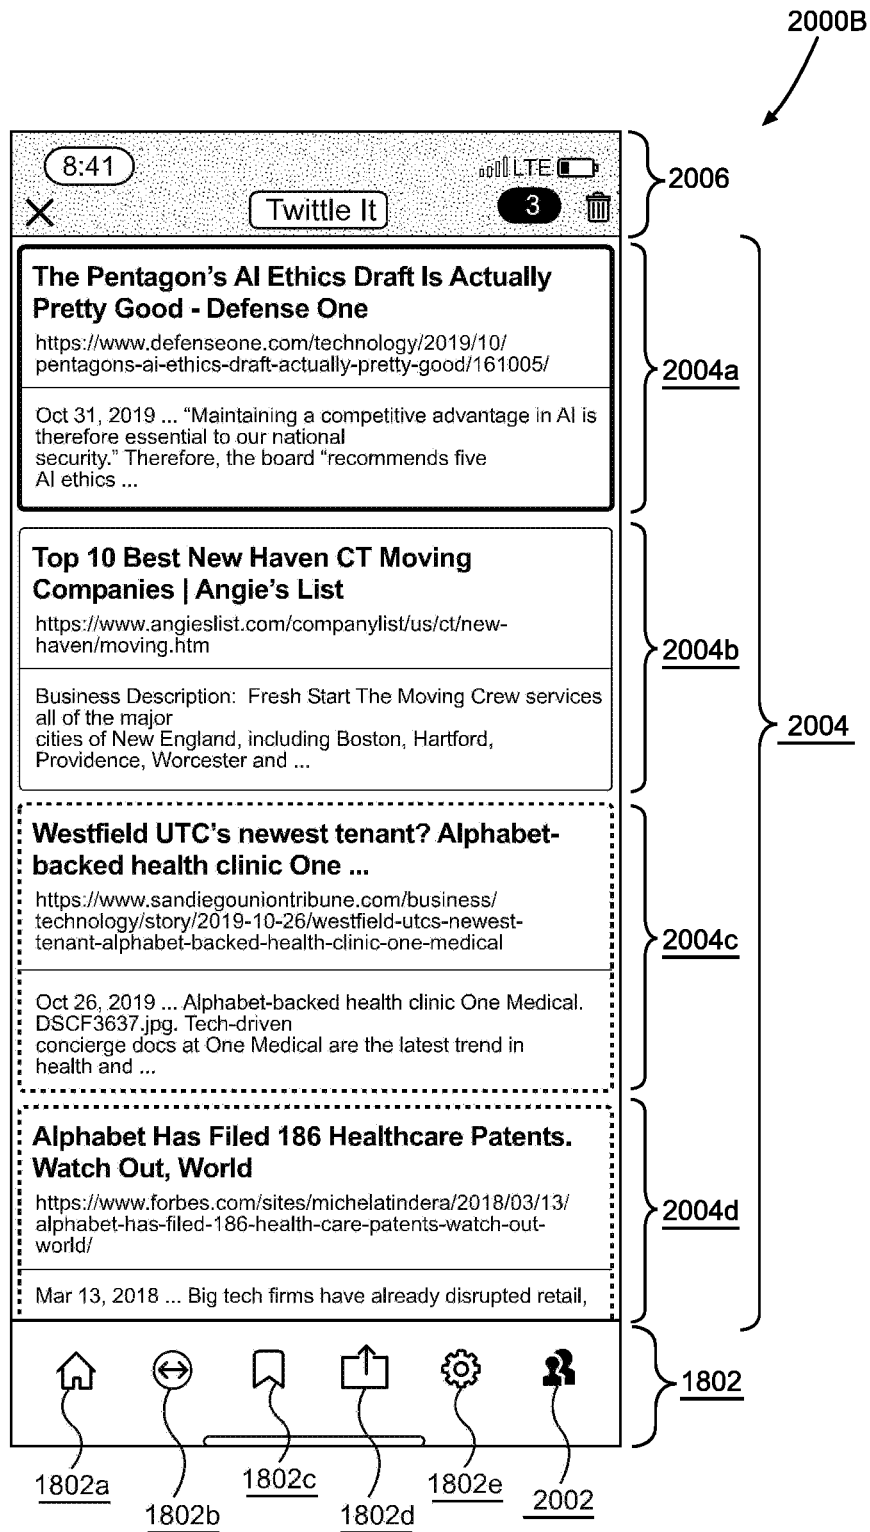 2000B
8:41
LTE
2006
Twittle It
3
The Pentagon’s AI Ethics Draft Is Actually
Pretty Good - Defense One
https://www.defenseone.com/technology/2019/10/
pentagons-ai-ethics-draft-actually-pretty-good/161005/
2004a
Oct 31, 2019 ... “Maintaining a competitive advantage in AI is
therefore essential to our national
security.” Therefore, the board “recommends five
AI ethics ...
Top 10 Best New Haven CT Moving
Companies | Angie’s List
https://www.angieslist.com/companylist/us/ct/new-
haven/moving.htm
2004b
Business Description:  Fresh Start The Moving Crew services
all of the major
cities of New England, including Boston, Hartford,
Providence, Worcester and ...
2004
Westfield UTC’s newest tenant? Alphabet-
backed health clinic One ...
https://www.sandiegouniontribune.com/business/
technology/story/2019-10-26/westfield-utcs-newest-
tenant-alphabet-backed-health-clinic-one-medical
2004c
Oct 26, 2019 ... Alphabet-backed health clinic One Medical.
DSCF3637.jpg. Tech-driven
concierge docs at One Medical are the latest trend in
health and ...
Alphabet Has Filed 186 Healthcare Patents.
Watch Out, World
https://www.forbes.com/sites/michelatindera/2018/03/13/
alphabet-has-filed-186-health-care-patents-watch-out-
world/
2004d
Mar 13, 2018 ... Big tech firms have already disrupted retail,
1802
1802a
1802b
1802c
1802d
1802e
2002